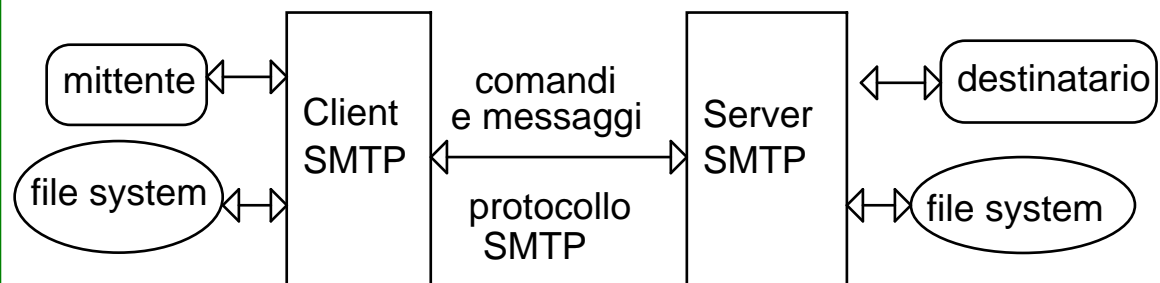 mittente
file system
Client
SMTP
comandi
e messaggi
protocollo
SMTP
Server
SMTP
destinatario
file system